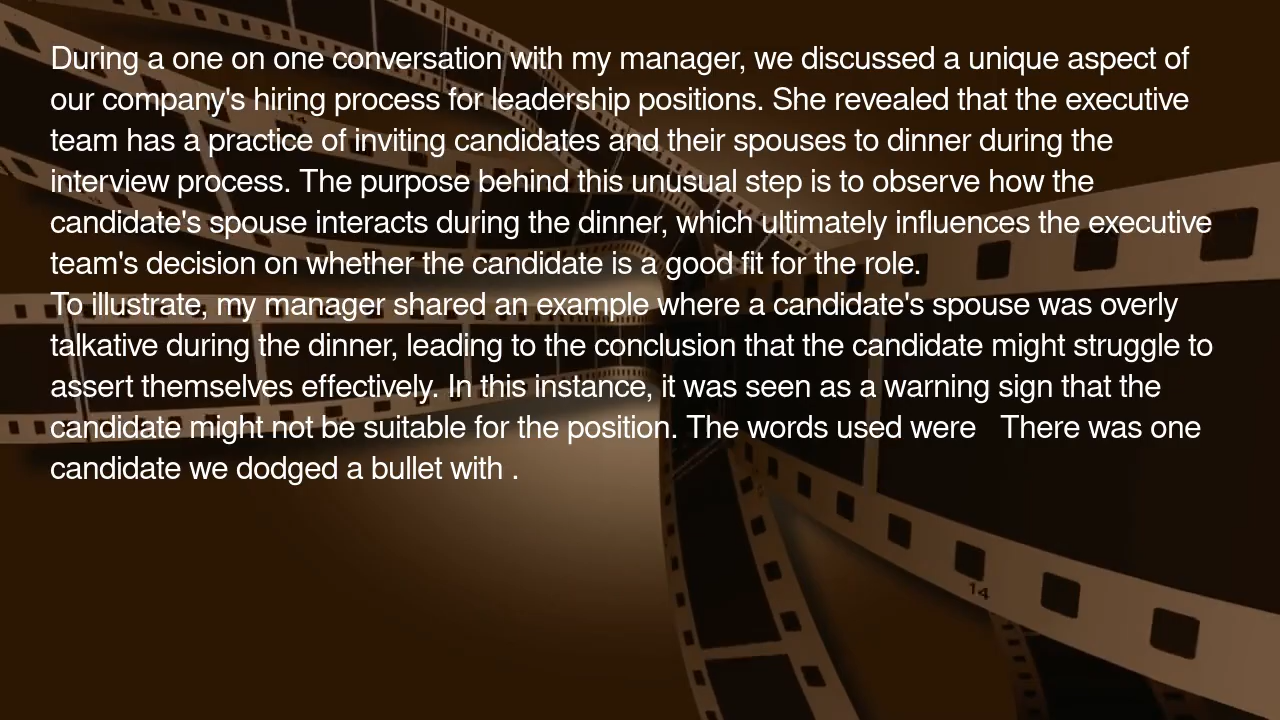 During a one on one conversation with my manager, we discussed a unique aspect of
our company's hiring process for leadership positions. She revealed that the executive
team has a practice of inviting candidates and their spouses to dinner during the
interview process. The purpose behind this unusual step is to observe how the
candidate's spouse interacts during the dinner, which ultimately influences the executive
team's decision on whether the candidate is a good fit for the role.
To illustrate, my manager shared an example where a candidate's spouse was overly
talkative during the dinner, leading to the conclusion that the candidate might struggle to
assert themselves effectively. In this instance, it was seen as a warning sign that the
candidate might not be suitable for the position. The words used were   There was one
candidate we dodged a bullet with .
14